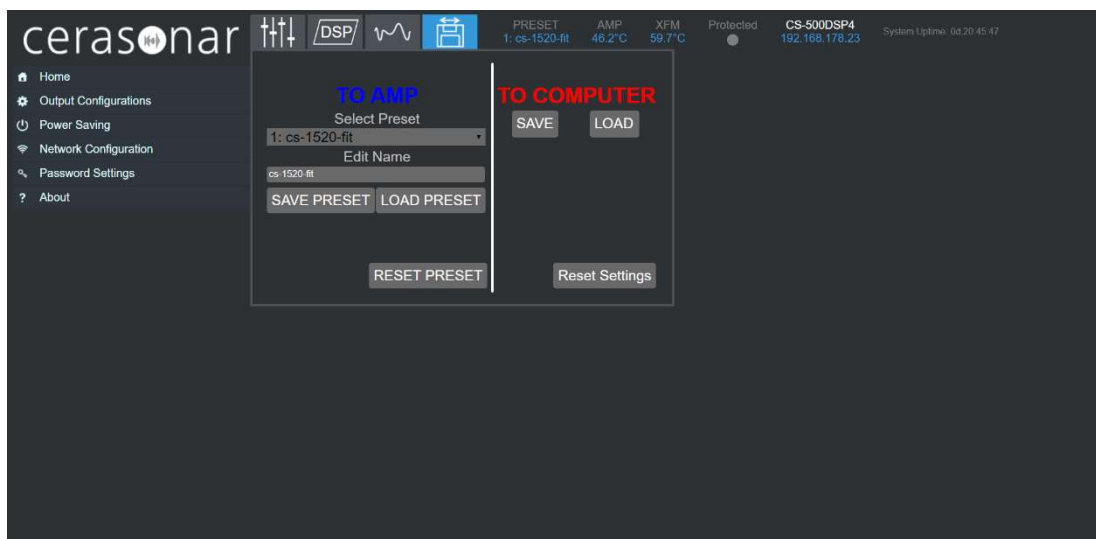 cerasonar
DSP
PRESET
1: cs-1520-fit
AMP
46.2°C
XFM
59.7°C
Protected
CS-500DSP4
192.168.178.23
System Uptime: 0d,20:45:47
Home
Output Configurations
Power Saving
Network Configuration
Password Settings
? About
TO AMP
Select Preset
1: cs-1520-fit
Edit Name
cs-1520-fit
SAVE PRESET LOAD PRESET
RESET PRESET
TO COMPUTER
SAVE LOAD
Reset Settings